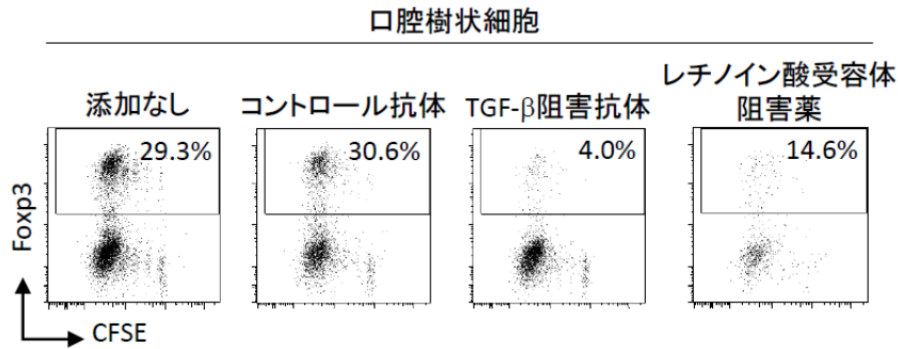 口腔樹状細胞
添加なし
コントロール抗体
TGF-β阻害抗体
レチノイン酸受容体
阻害薬
29.3%
30.6%
4.0%
14.6%
Foxp3
CFSE